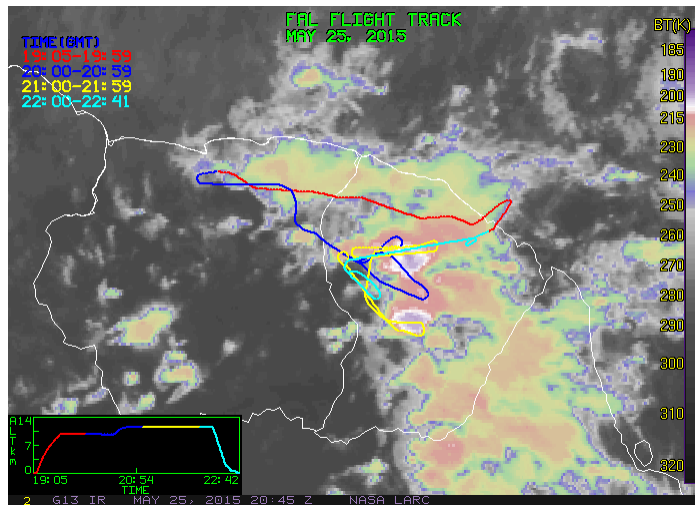 FAL FLIGHT TRACK
MAY 25, 2015
BT(K)
TIME(GMT)
19:05-19:59
20:00-20:59
21:00-21:59
22:00-22:41
185
190
200
215
230
240
250
260
270
280
290
300
310
320
ALT km
14
7
0
19:05 20:54 22:42
TIME
2 G13 IR MAY 25, 2015 20:45 Z NASA LARC